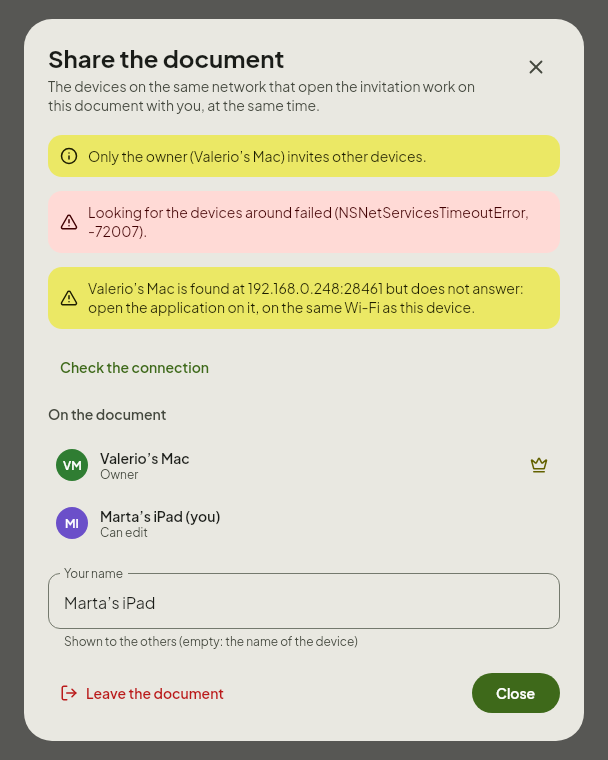 Share the document
The devices on the same network that open the invitation work on
this document with you, at the same time.
Only the owner (Valerio’s Mac) invites other devices.
Looking for the devices around failed (NSNetServicesTimeoutError,
-72007).
Valerio’s Mac is found at 192.168.0.248:28461 but does not answer:
open the application on it, on the same Wi-Fi as this device.
Check the connection
On the document
VM
Valerio’s Mac
Owner
MI
Marta’s iPad (you)
Can edit
Your name
Marta’s iPad
Shown to the others (empty: the name of the device)
Leave the document
Close